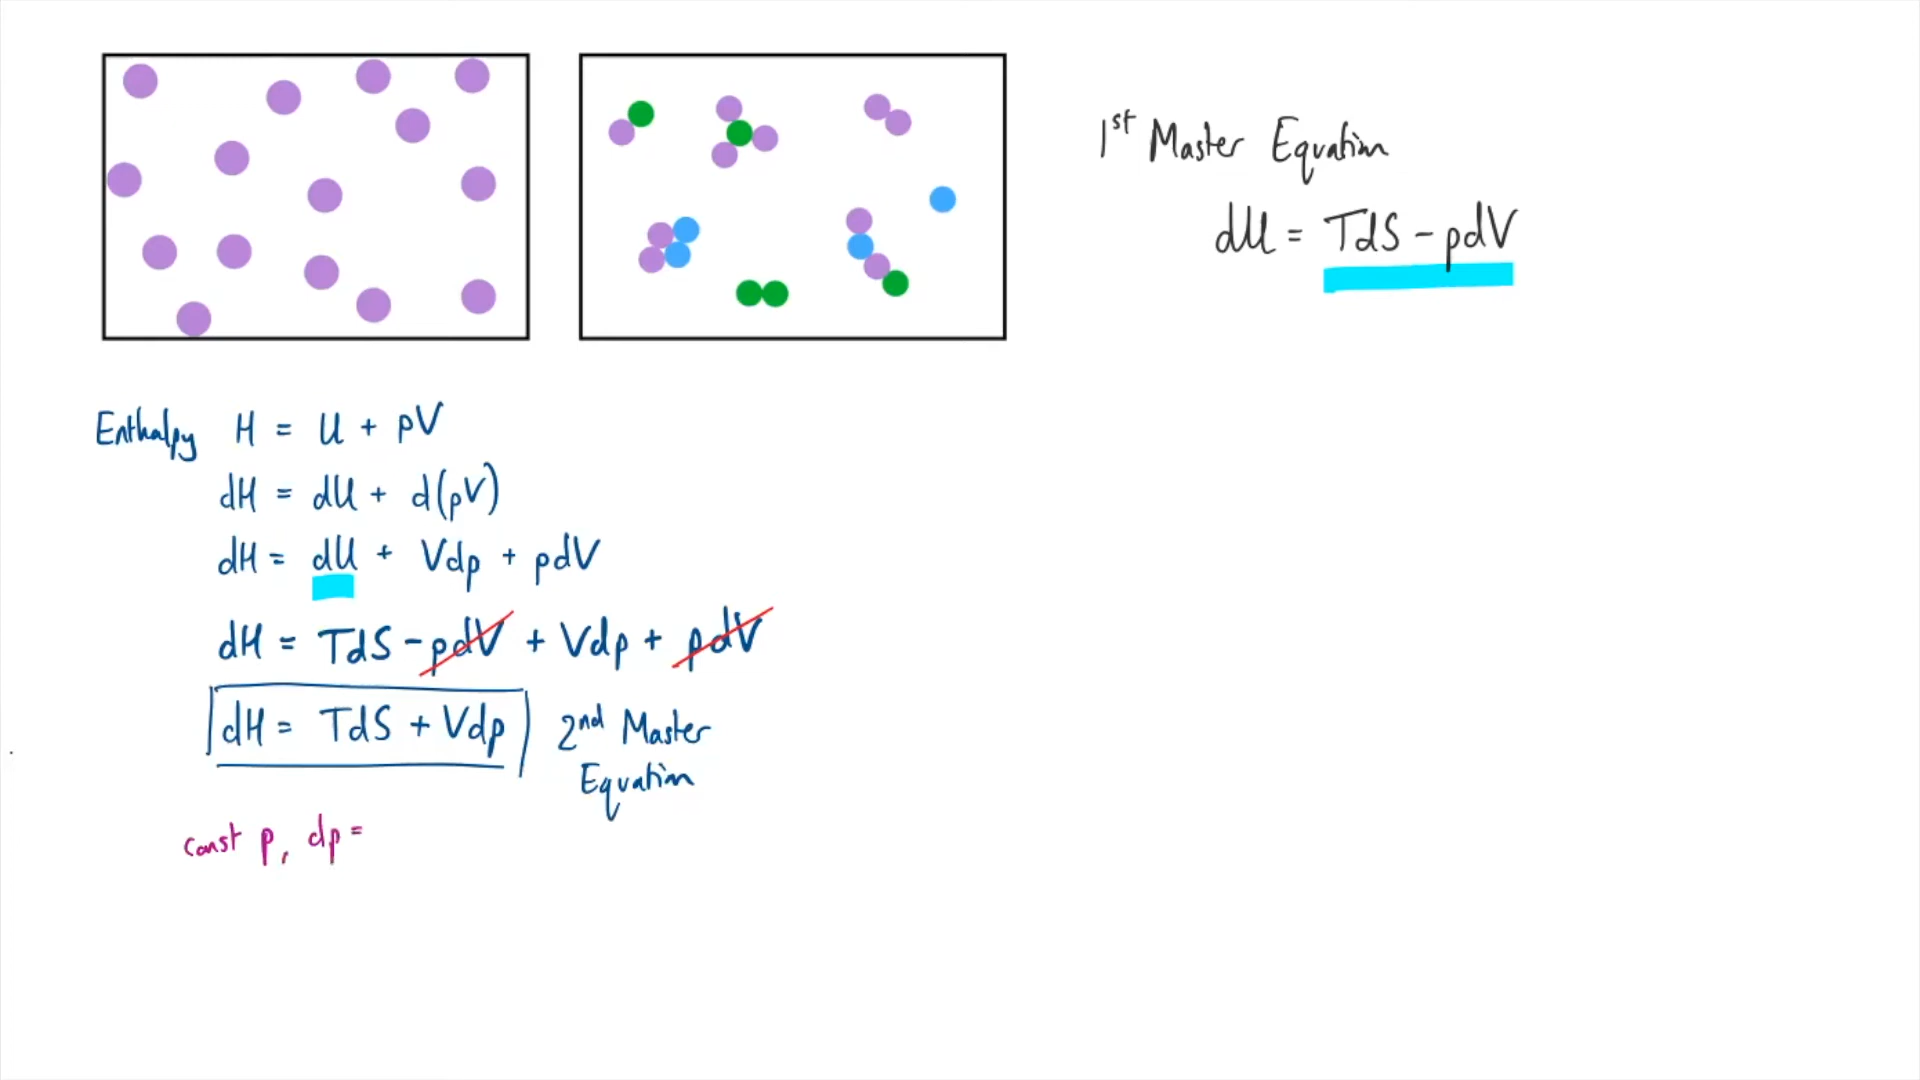 1st Master Equation
dU = TdS - pdV
Enthalpy H = U + pV
dH = dU + d(pV)
dH = dU + Vdp + pdV
dH = TdS - pdV + Vdp + pdV
dH = TdS + Vdp 2nd Master
Equation
const p, dp =